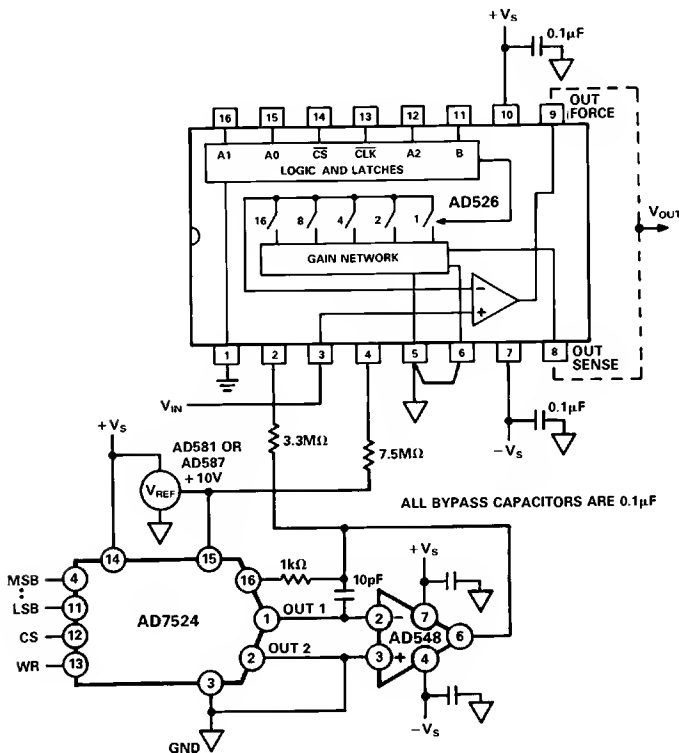 +VS
0.1µF
16 15 14 13 12 11 10 9
OUT FORCE
A1 A0 CS CLK A2 B
LOGIC AND LATCHES
AD526
16 8 4 2 1
VOUT
GAIN NETWORK
−
+
1 2 3 4 5 6 7 8
OUT SENSE
VIN
0.1µF
+VS
3.3MΩ
−VS
AD581 OR
AD587
+10V
7.5MΩ
VREF
ALL BYPASS CAPACITORS ARE 0.1µF
+VS
14 15
1kΩ
MSB 4
16
10pF
LSB 11
AD7524
1 OUT 1
2 − 7
AD548
6
CS 12
2 OUT 2
3 + 4
WR 13
3
−VS
GND